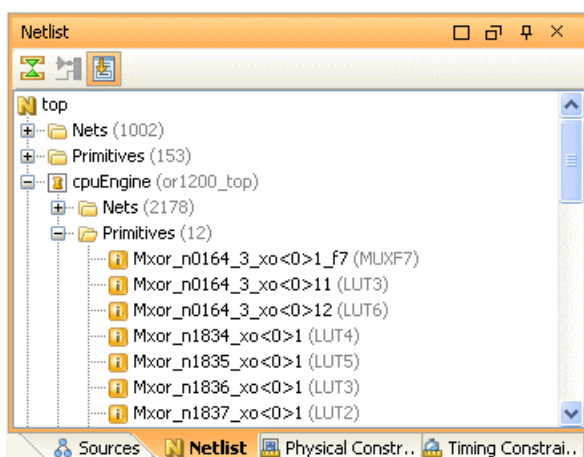 Netlist
top
Nets (1002)
Primitives (153)
cpuEngine (or1200_top)
Nets (2178)
Primitives (12)
Mxor_n0164_3_xo<0>1_f7 (MUXF7)
Mxor_n0164_3_xo<0>11 (LUT3)
Mxor_n0164_3_xo<0>12 (LUT6)
Mxor_n1834_xo<0>1 (LUT4)
Mxor_n1835_xo<0>1 (LUT5)
Mxor_n1836_xo<0>1 (LUT3)
Mxor_n1837_xo<0>1 (LUT2)
Sources Netlist Physical Constr.. Timing Constrai..